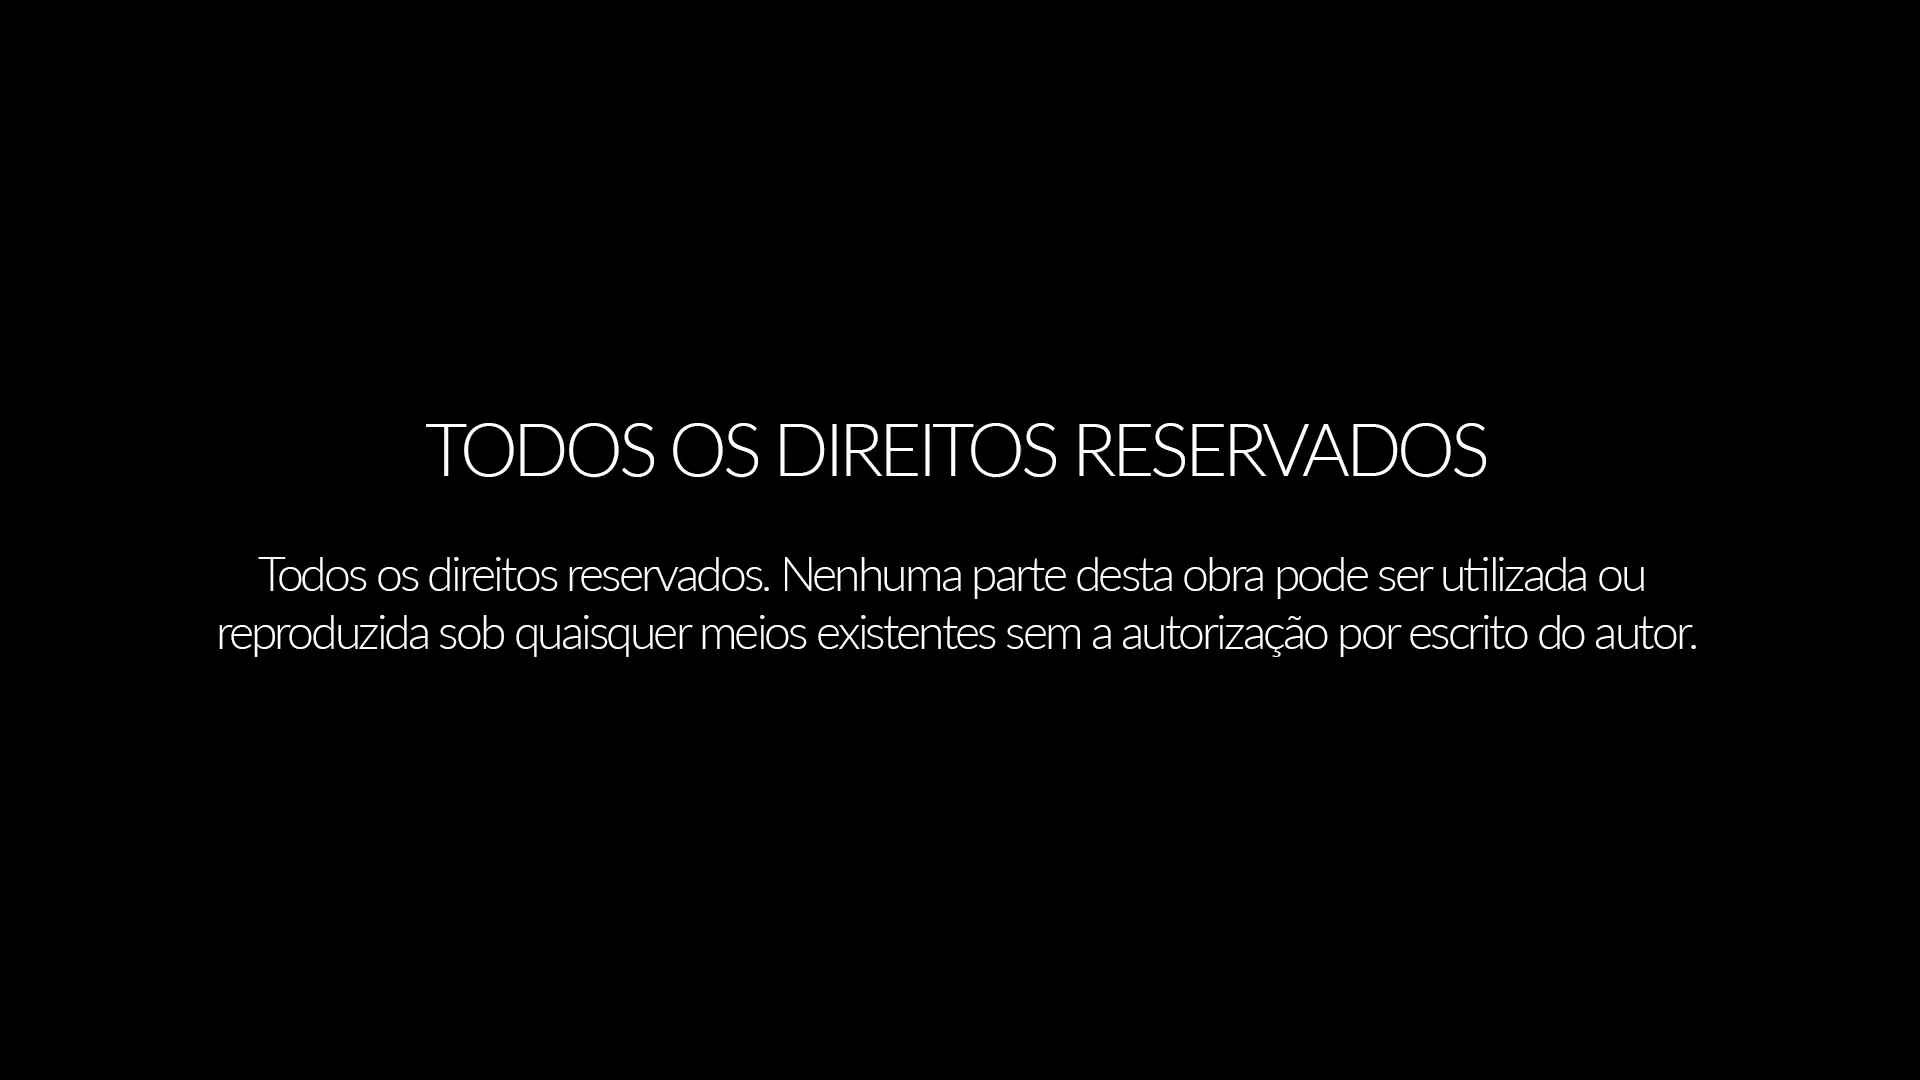 TODOS OS DIREITOS RESERVADOS
Todos os direitos reservados. Nenhuma parte desta obra pode ser utilizada ou
reproduzida sob quaisquer meios existentes sem a autorização por escrito do autor.